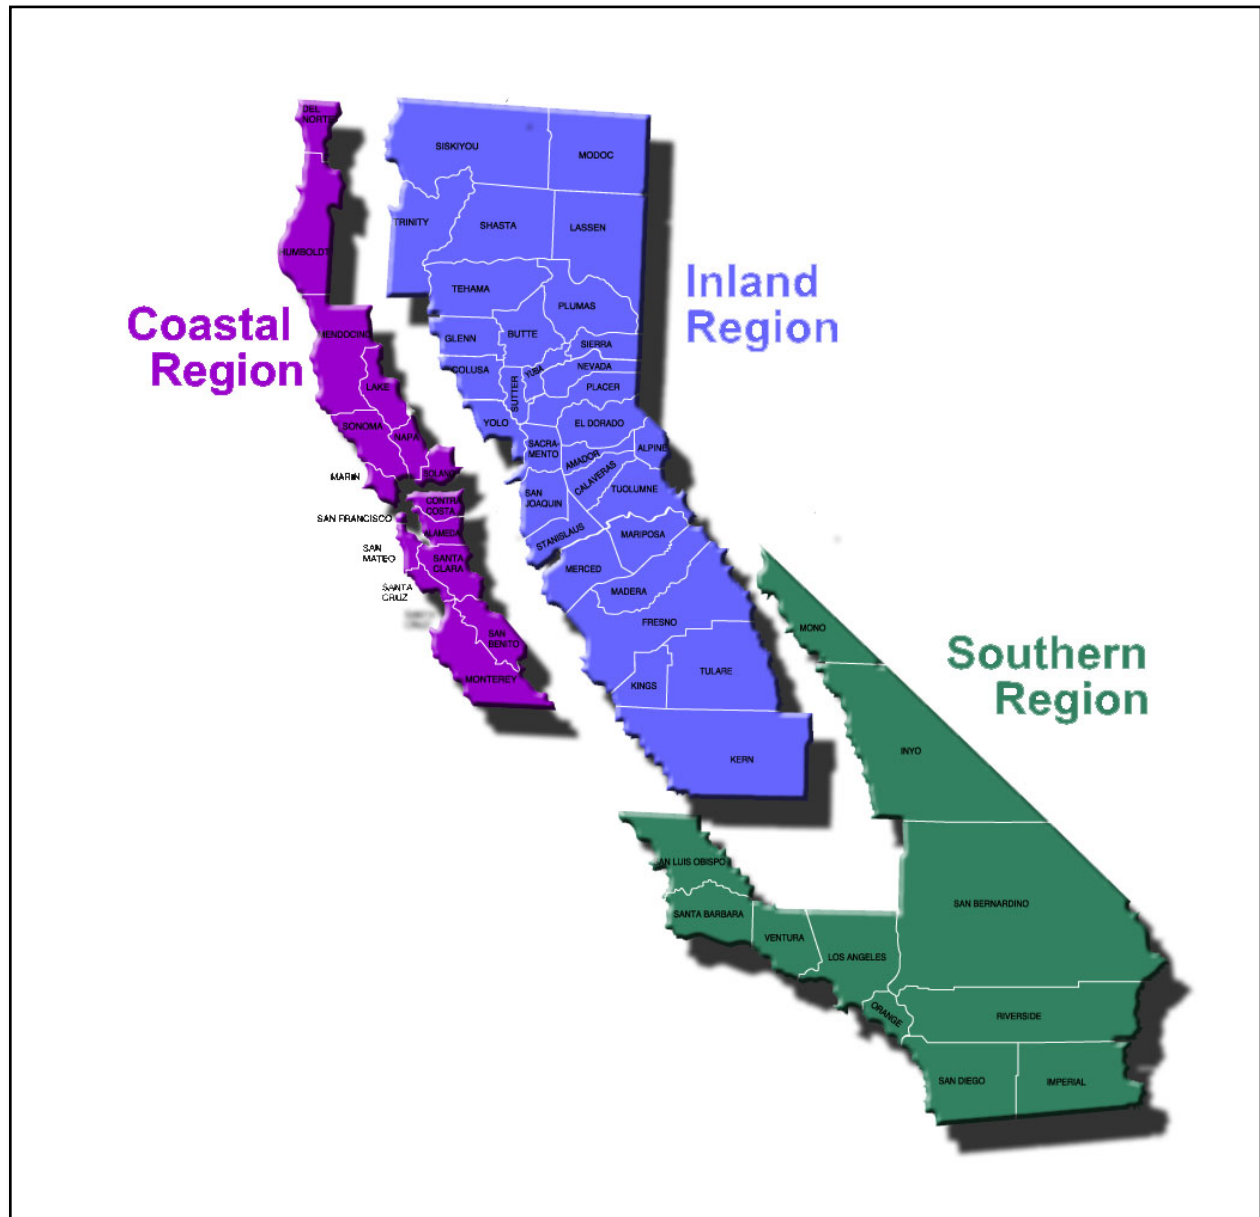 DEL
NORTE
SISKIYOU
MODOC
TRINITY
SHASTA
LASSEN
HUMBOLDT
Inland
Region
TEHAMA
PLUMAS
Coastal
Region
MENDOCINO
GLENN
BUTTE
SIERRA
NEVADA
COLUSA
YUBA
PLACER
LAKE
SUTTER
SONOMA
YOLO
EL DORADO
NAPA
SACRA-
MENTO
ALPINE
AMADOR
MARIN
SOLANO
CALAVERAS
TUOLUMNE
SAN
JOAQUIN
CONTRA
COSTA
SAN FRANCISCO
ALAMEDA
STANISLAUS
MARIPOSA
SAN
MATEO
SANTA
CLARA
MERCED
SANTA
CRUZ
MADERA
FRESNO
MONO
SAN
BENITO
Southern
Region
MONTEREY
KINGS
TULARE
INYO
KERN
AN LUIS OBISPO
SANTA BARBARA
SAN BERNARDINO
VENTURA
LOS ANGELES
ORANGE
RIVERSIDE
SAN DIEGO
IMPERIAL